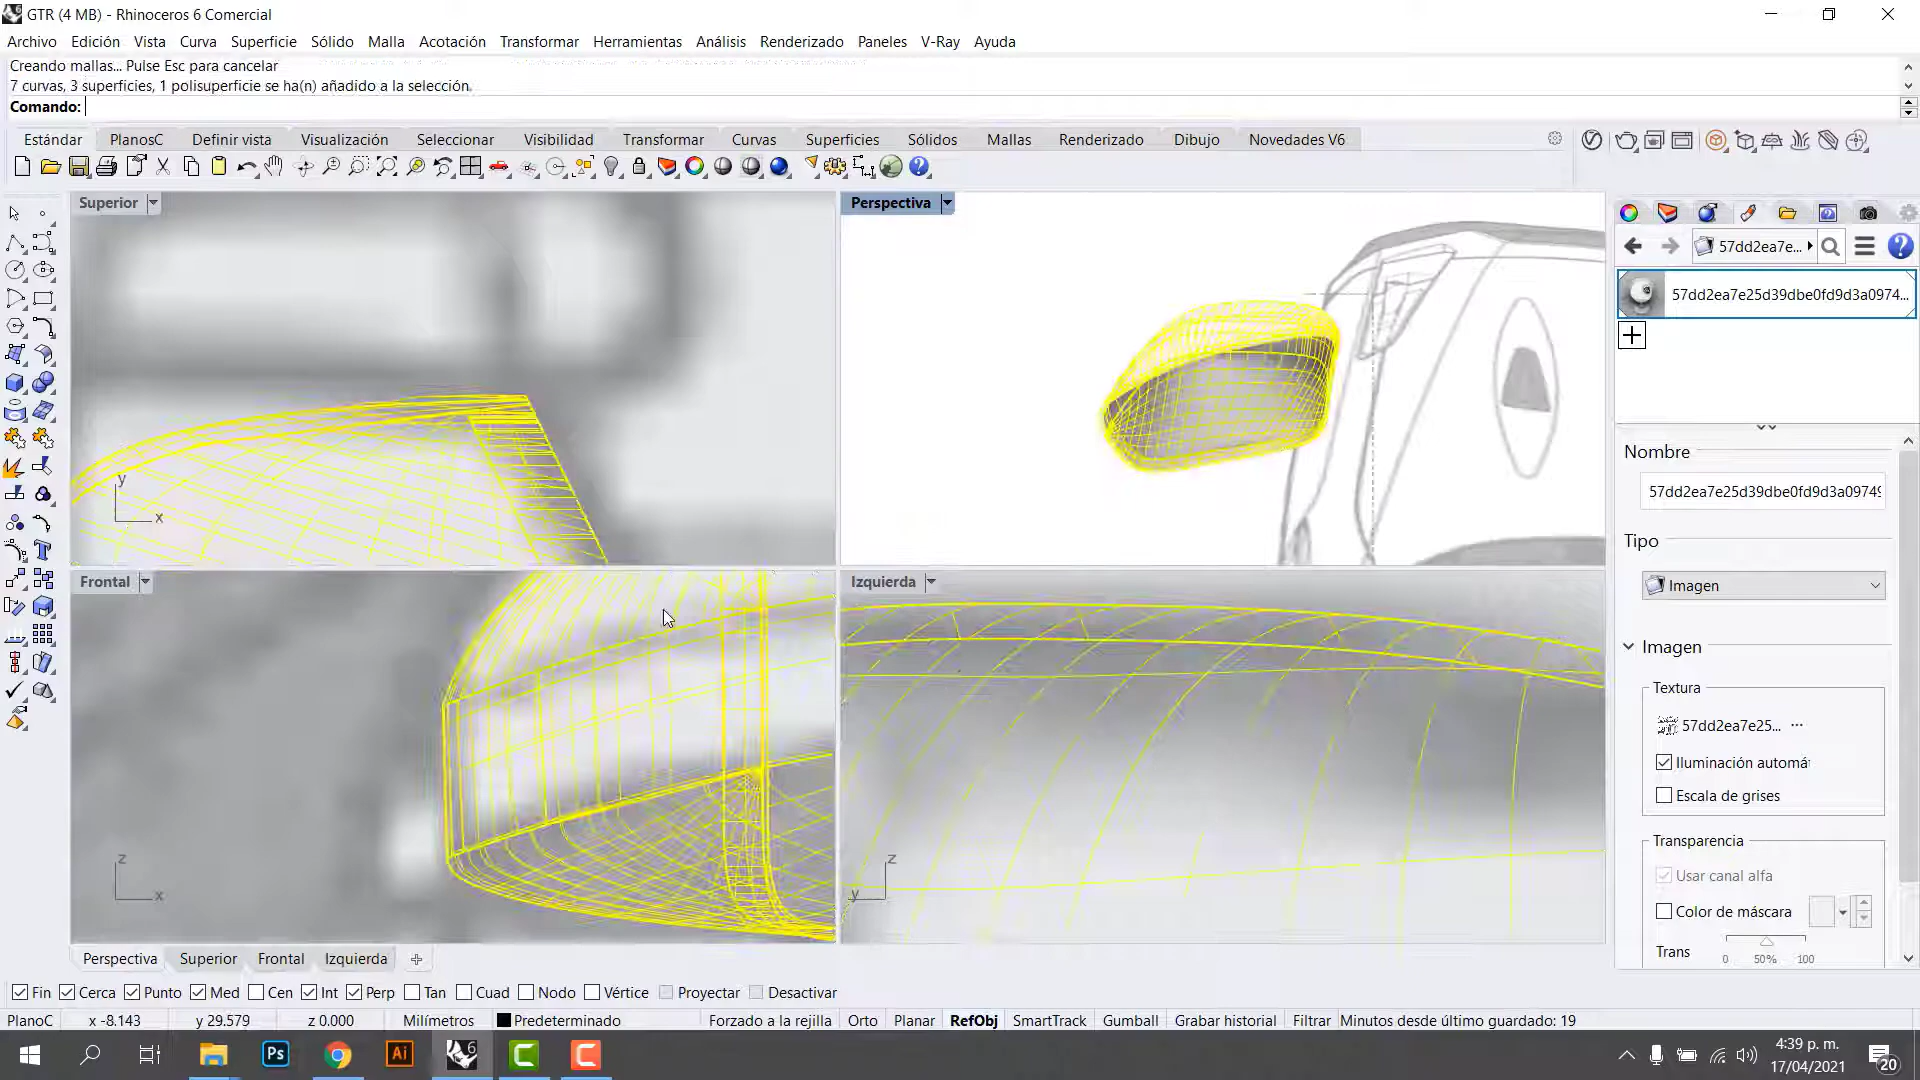 GTR (4 MB) - Rhinoceros 6 Comercial
Archivo Edición Vista Curva Superficie Sólido Malla Acotación Transformar Herramientas Análisis Renderizado Paneles V-Ray Ayuda
Creando mallas... Pulse Esc para cancelar
7 curvas, 3 superficies, 1 polisuperficie se ha(n) añadido a la selección.
Comando:
Estándar PlanosC Definir vista Visualización Seleccionar Visibilidad Transformar Curvas Superficies Sólidos Mallas Renderizado Dibujo Novedades V6
Superior
Perspectiva
57dd2ea7e...
57dd2ea7e25d39dbe0fd9d3a0974...
Nombre
57dd2ea7e25d39dbe0fd9d3a09749
Tipo
Imagen
y
x
Frontal
Izquierda
Imagen
Textura
57dd2ea7e25...
Iluminación automát
Escala de grises
Transparencia
Usar canal alfa
Color de máscara
Trans
0 50% 100
z
x
z
y
Perspectiva Superior Frontal Izquierda
Fin Cerca Punto Med Cen Int Perp Tan Cuad Nodo Vértice Proyectar Desactivar
PlanoC x -8.143 y 29.579 z 0.000 Milímetros Predeterminado Forzado a la rejilla Orto Planar RefObj SmartTrack Gumball Grabar historial Filtrar Minutos desde último guardado: 19
Ps Ai 6 C C
4:39 p. m.
17/04/2021
20